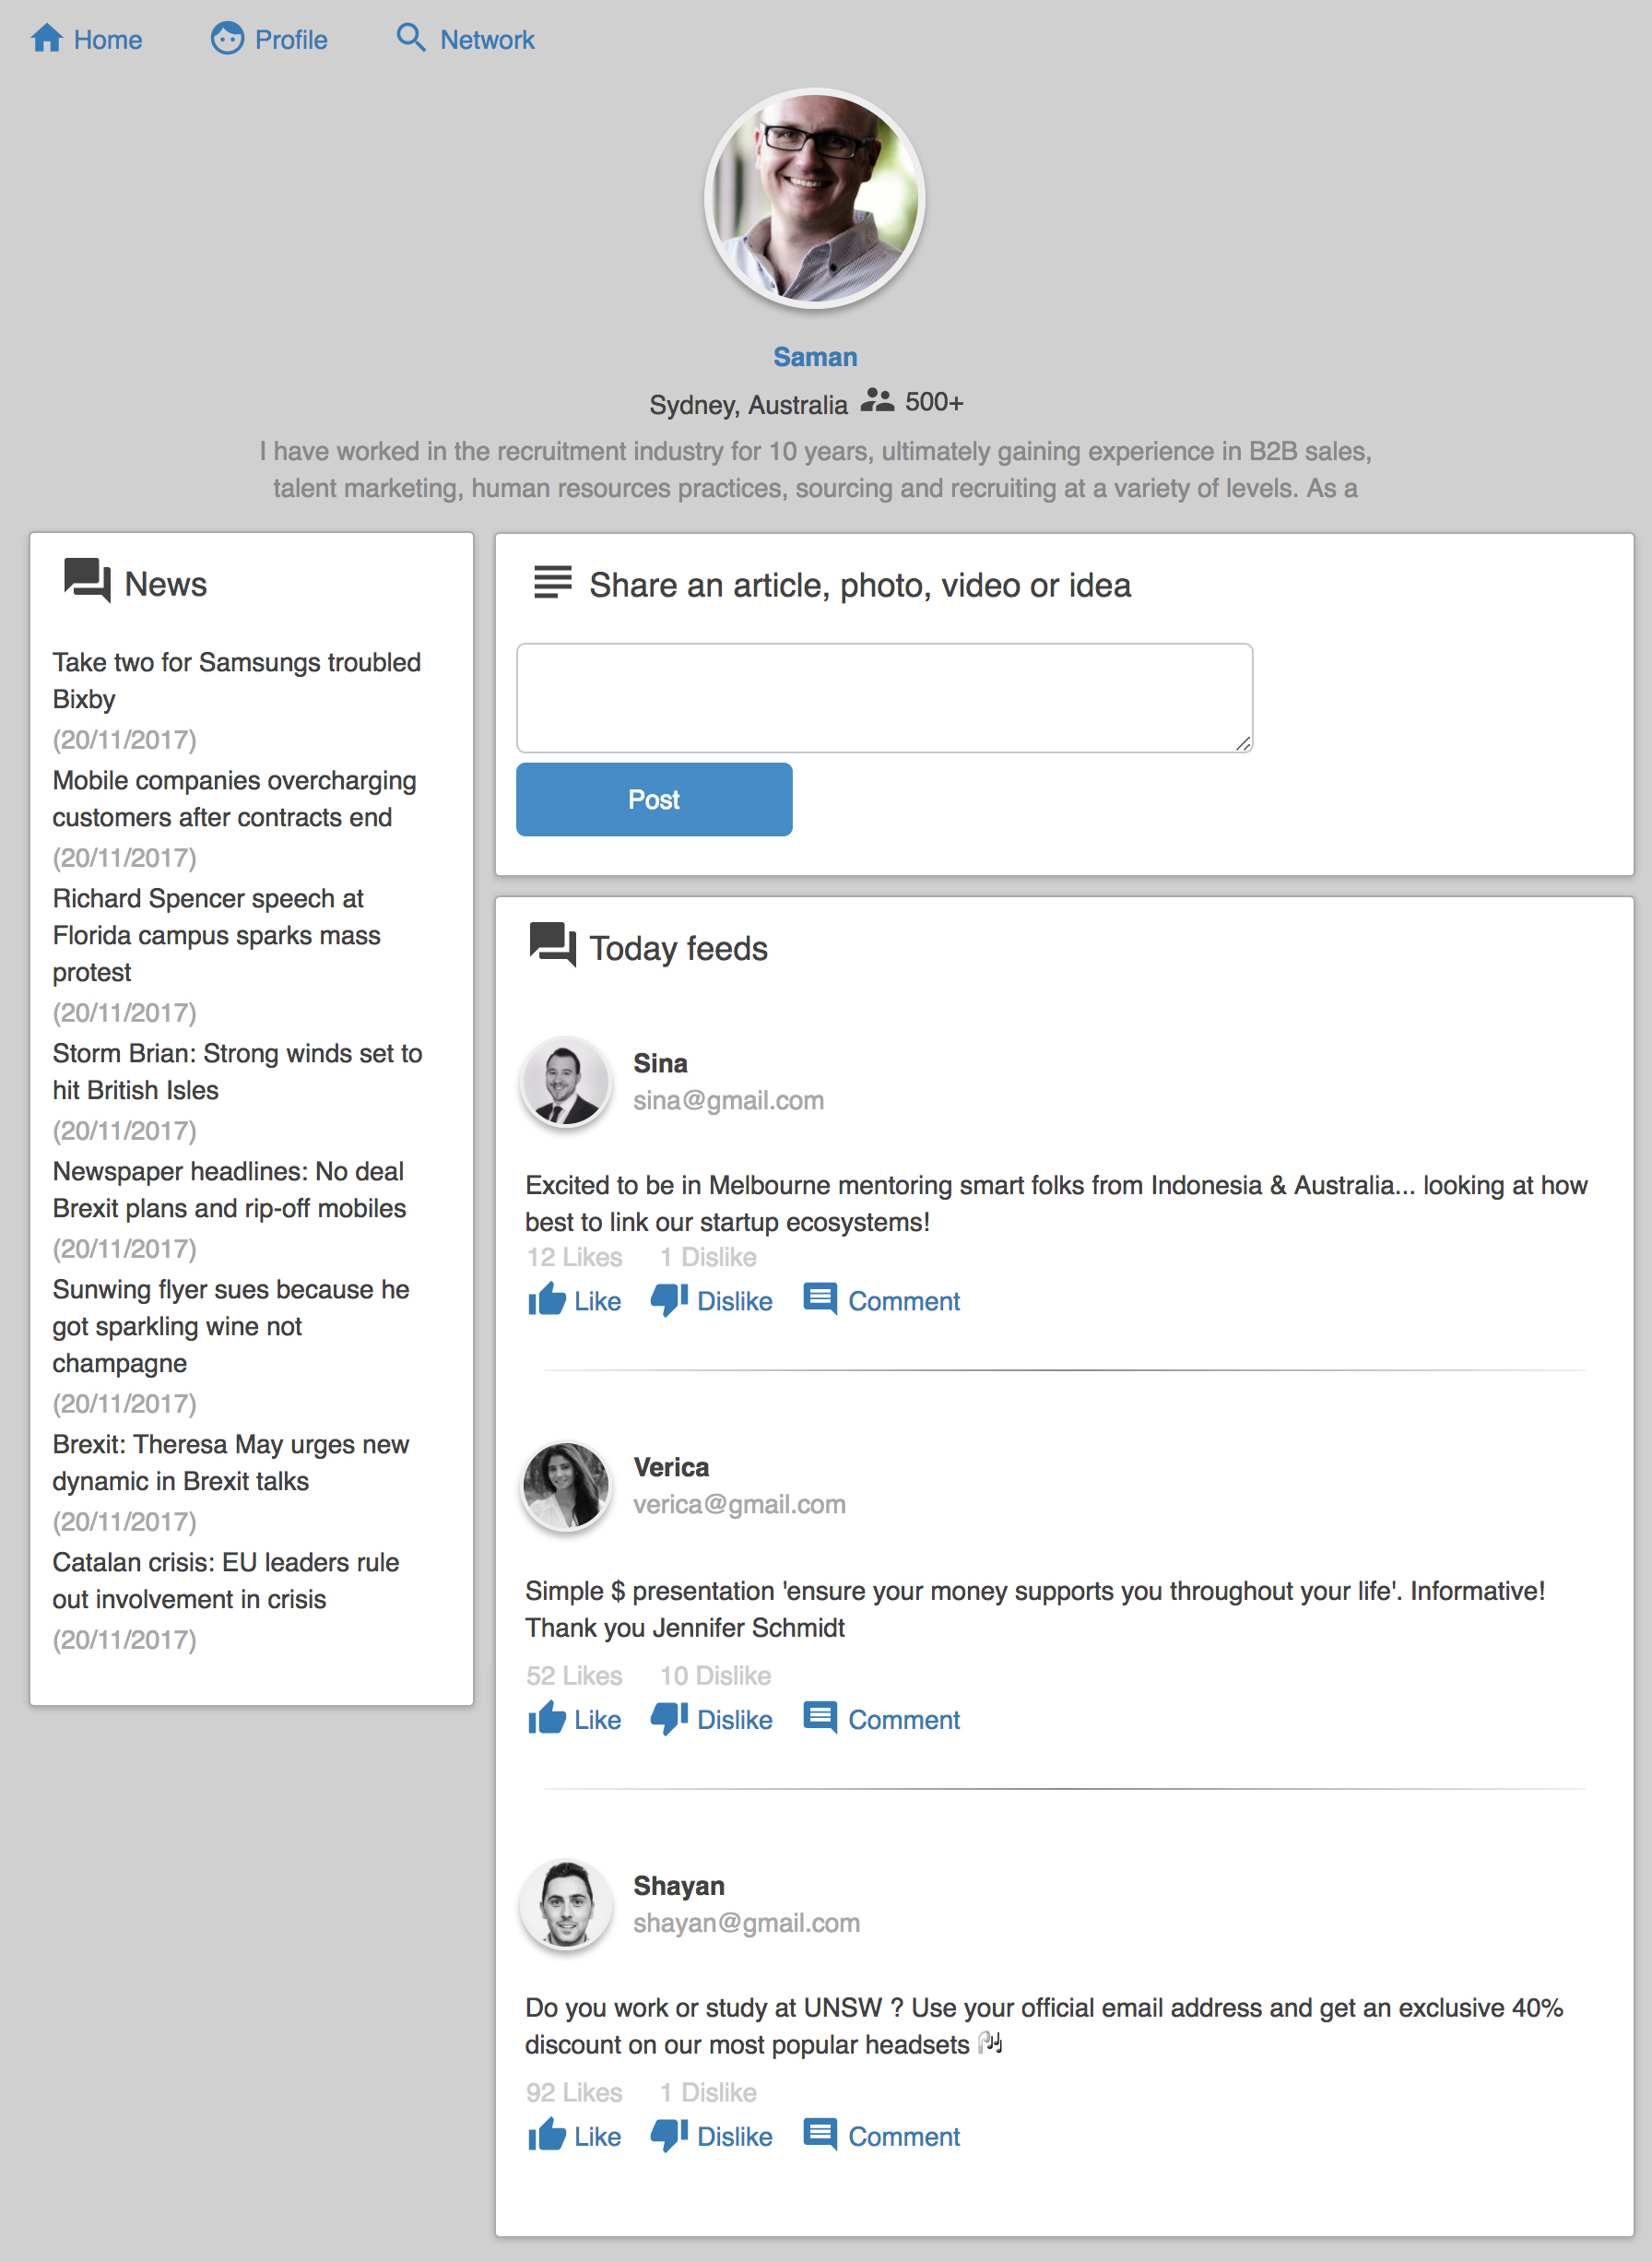 Home Profile Network
Saman
Sydney, Australia 500+
I have worked in the recruitment industry for 10 years, ultimately gaining experience in B2B sales,
talent marketing, human resources practices, sourcing and recruiting at a variety of levels. As a
News
Take two for Samsungs troubled
Bixby
(20/11/2017)
Mobile companies overcharging
customers after contracts end
(20/11/2017)
Richard Spencer speech at
Florida campus sparks mass
protest
(20/11/2017)
Storm Brian: Strong winds set to
hit British Isles
(20/11/2017)
Newspaper headlines: No deal
Brexit plans and rip-off mobiles
(20/11/2017)
Sunwing flyer sues because he
got sparkling wine not
champagne
(20/11/2017)
Brexit: Theresa May urges new
dynamic in Brexit talks
(20/11/2017)
Catalan crisis: EU leaders rule
out involvement in crisis
(20/11/2017)
Share an article, photo, video or idea
Post
Today feeds
Sina
sina@gmail.com
Excited to be in Melbourne mentoring smart folks from Indonesia & Australia... looking at how
best to link our startup ecosystems!
12 Likes 1 Dislike
Like Dislike Comment
Verica
verica@gmail.com
Simple $ presentation 'ensure your money supports you throughout your life'. Informative!
Thank you Jennifer Schmidt
52 Likes 10 Dislike
Like Dislike Comment
Shayan
shayan@gmail.com
Do you work or study at UNSW ? Use your official email address and get an exclusive 40%
discount on our most popular headsets 🎧
92 Likes 1 Dislike
Like Dislike Comment